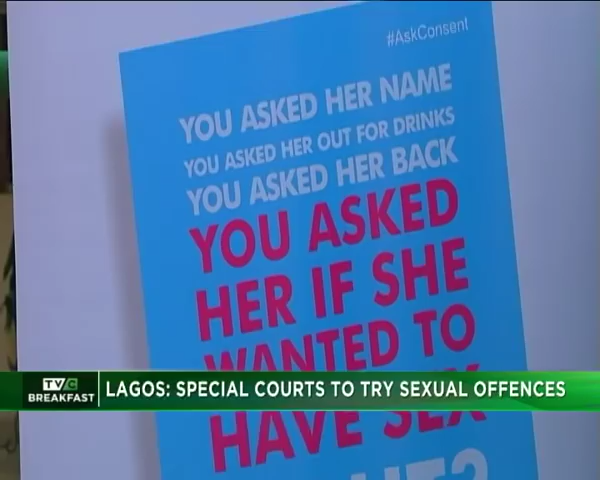 #AskConsent
YOU ASKED HER NAME
YOU ASKED HER OUT FOR DRINKS
YOU ASKED HER BACK
YOU ASKED
HER IF SHE
WANTED TO
TVC BREAKFAST
LAGOS: SPECIAL COURTS TO TRY SEXUAL OFFENCES
HAVE SEX